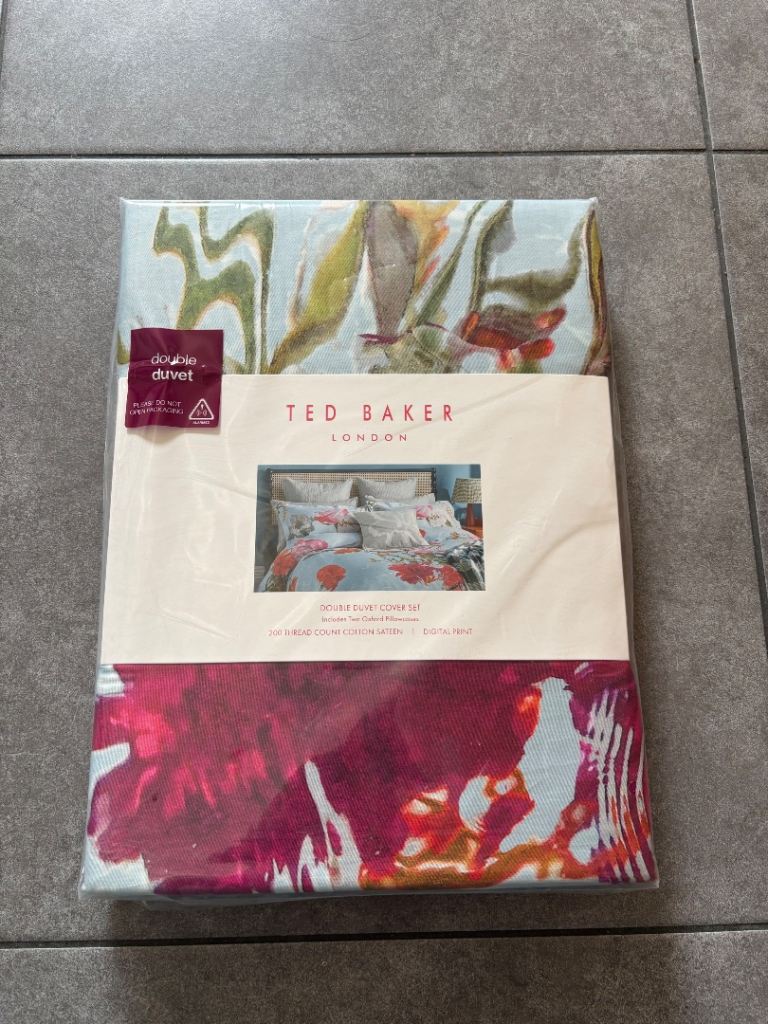 double
duvet
PLEASE DO NOT
OPEN PACKAGING
ALARMED
TED BAKER
LONDON
DOUBLE DUVET COVER SET
Includes Two Oxford Pillowcases
200 THREAD COUNT COTTON SATEEN | DIGITAL PRINT